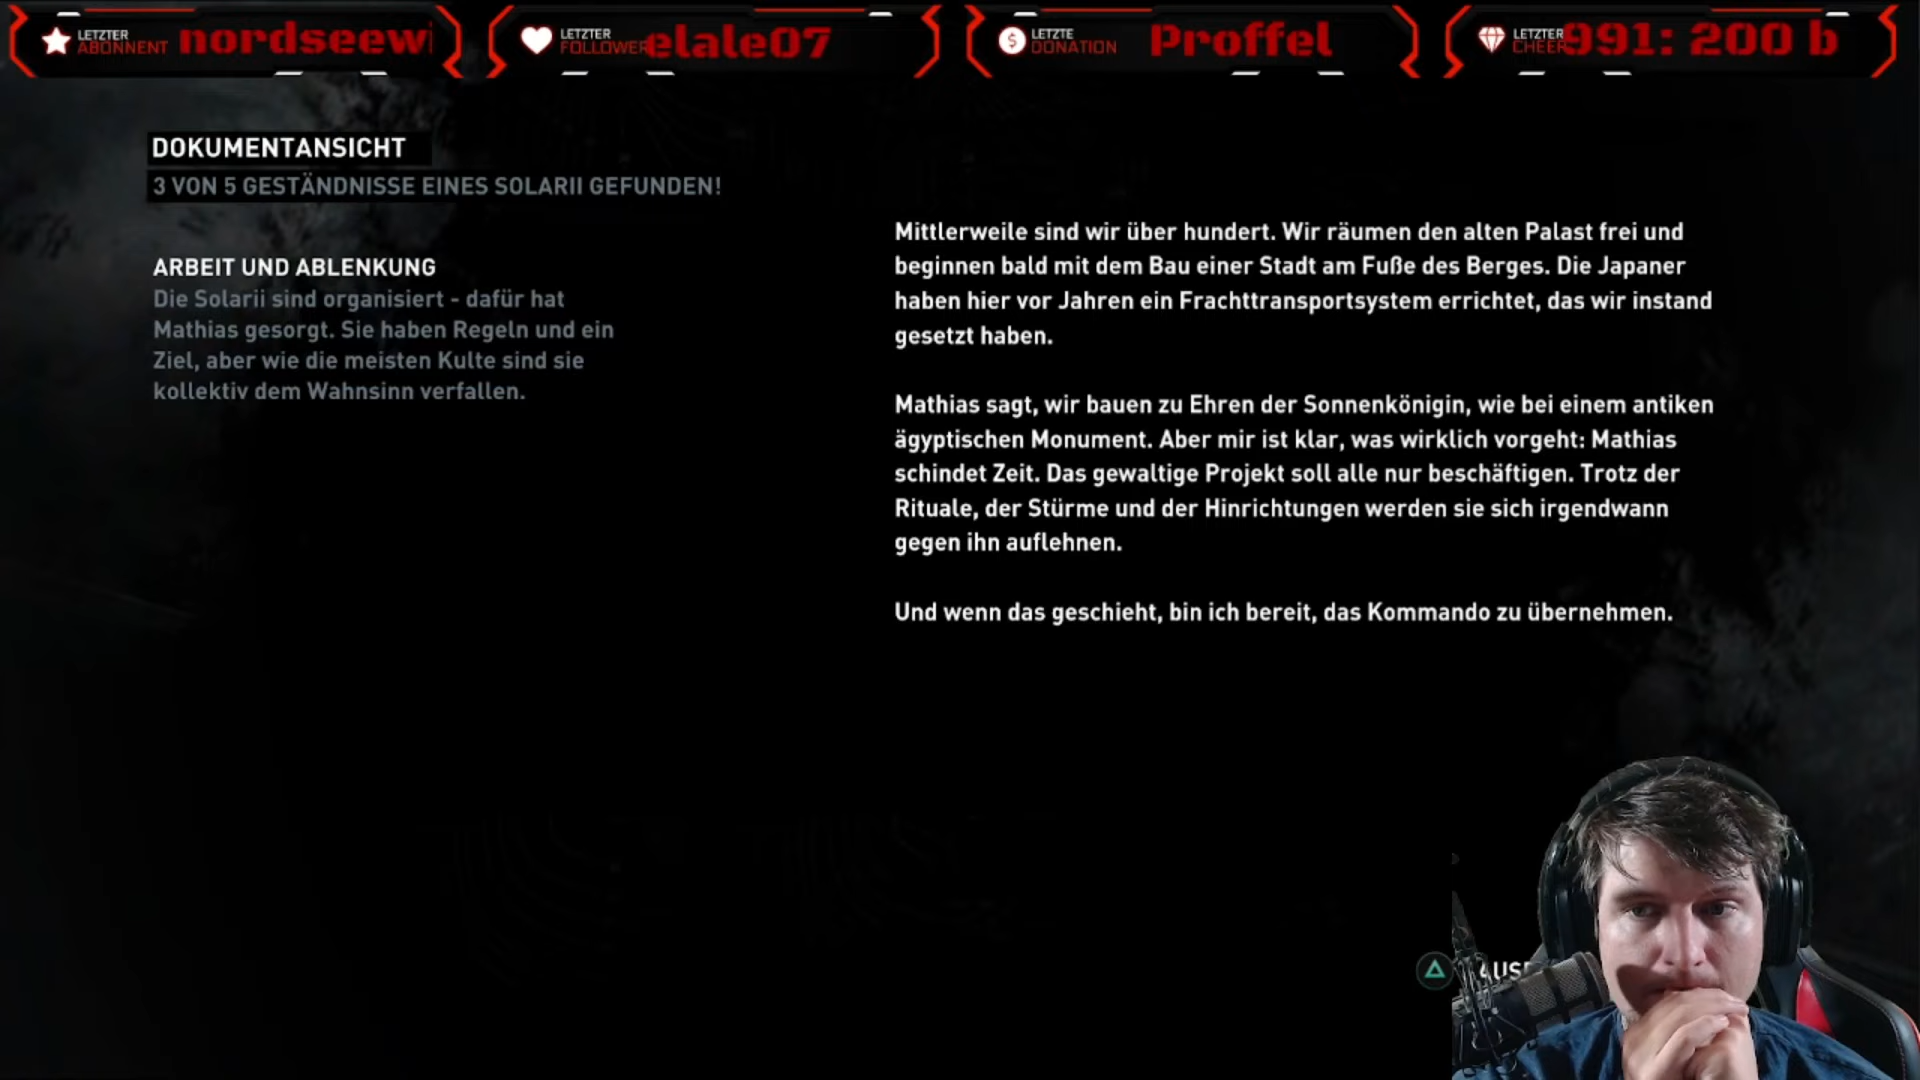 LETZTER
ABONNENT
nordseewi
LETZTER
FOLLOWER
elale07
LETZTE
DONATION
Proffel
LETZTER
CHEER
991: 200 b
DOKUMENTANSICHT
3 VON 5 GESTÄNDNISSE EINES SOLARII GEFUNDEN!
ARBEIT UND ABLENKUNG
Die Solarii sind organisiert - dafür hat
Mathias gesorgt. Sie haben Regeln und ein
Ziel, aber wie die meisten Kulte sind sie
kollektiv dem Wahnsinn verfallen.
Mittlerweile sind wir über hundert. Wir räumen den alten Palast frei und
beginnen bald mit dem Bau einer Stadt am Fuße des Berges. Die Japaner
haben hier vor Jahren ein Frachttransportsystem errichtet, das wir instand
gesetzt haben.
Mathias sagt, wir bauen zu Ehren der Sonnenkönigin, wie bei einem antiken
ägyptischen Monument. Aber mir ist klar, was wirklich vorgeht: Mathias
schindet Zeit. Das gewaltige Projekt soll alle nur beschäftigen. Trotz der
Rituale, der Stürme und der Hinrichtungen werden sie sich irgendwann
gegen ihn auflehnen.
Und wenn das geschieht, bin ich bereit, das Kommando zu übernehmen.